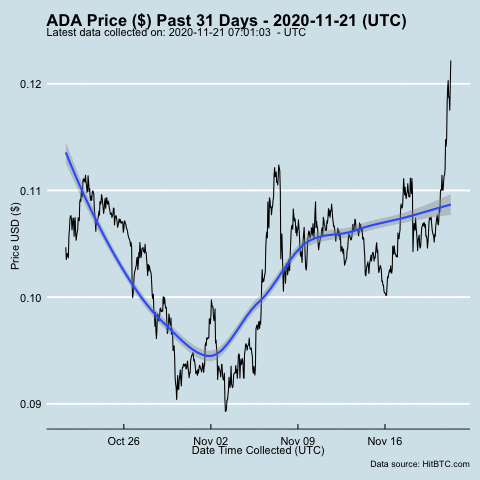 ADA Price ($) Past 31 Days - 2020-11-21 (UTC)
Latest data collected on: 2020-11-21 07:01:03 - UTC
0.12
0.11
0.10
0.09
Price USD ($)
Oct 26 Nov 02 Nov 09 Nov 16
Date Time Collected (UTC)
Data source: HitBTC.com